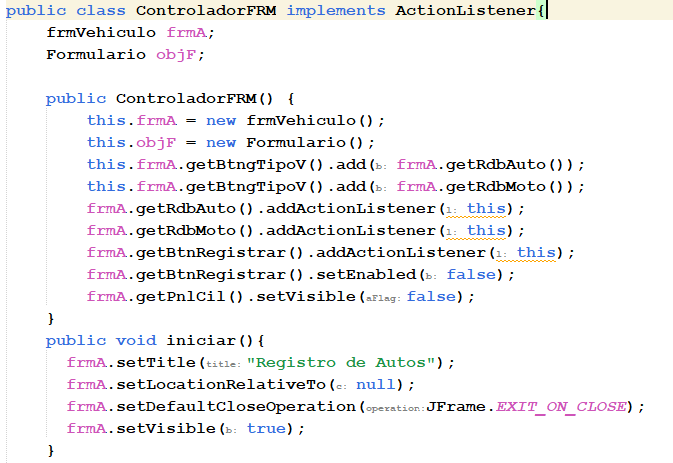 public class ControladorFRM implements ActionListener{
frmVehiculo frmA;
Formulario objF;
public ControladorFRM() {
this.frmA = new frmVehiculo();
this.objF = new Formulario();
this.frmA.getBtngTipoV().add(b: frmA.getRdbAuto());
this.frmA.getBtngTipoV().add(b: frmA.getRdbMoto());
frmA.getRdbAuto().addActionListener(l: this);
frmA.getRdbMoto().addActionListener(l: this);
frmA.getBtnRegistrar().addActionListener(l: this);
frmA.getBtnRegistrar().setEnabled(b: false);
frmA.getPnlCil().setVisible(aFlag: false);
}
public void iniciar(){
frmA.setTitle(title: "Registro de Autos");
frmA.setLocationRelativeTo(c: null);
frmA.setDefaultCloseOperation(operation:JFrame.EXIT_ON_CLOSE);
frmA.setVisible(b: true);
}